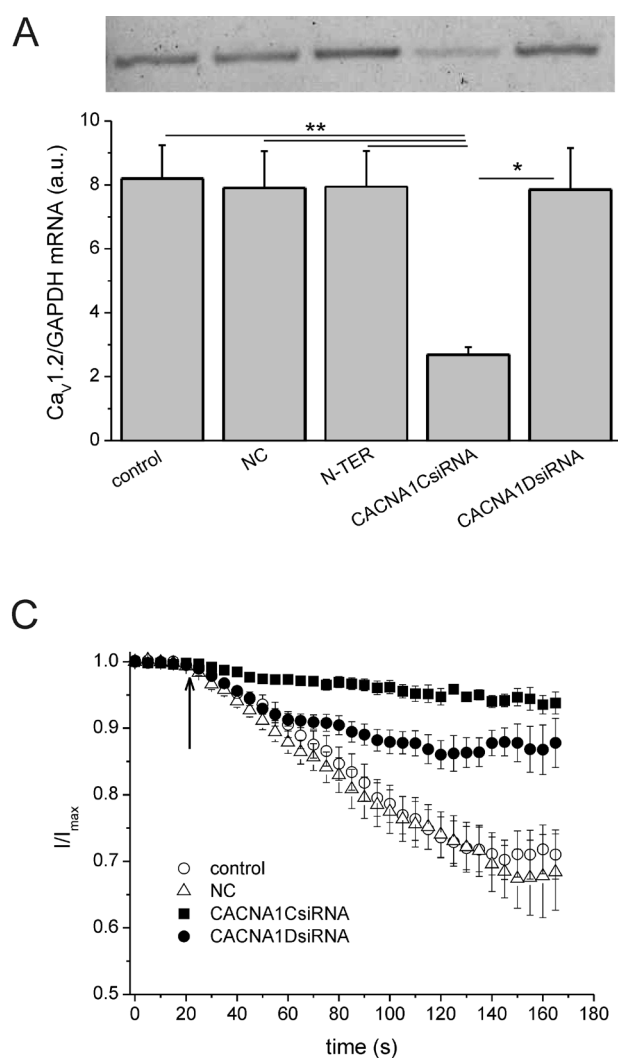 A
**
*
10
8
6
4
2
0
Ca_V1.2/GAPDH mRNA (a.u.)
control
NC
N-TER
CACNA1CsiRNA
CACNA1DsiRNA
C
1.0
0.9
0.8
0.7
0.6
0.5
I/I_max
control
NC
CACNA1CsiRNA
CACNA1DsiRNA
0 20 40 60 80 100 120 140 160 180
time (s)